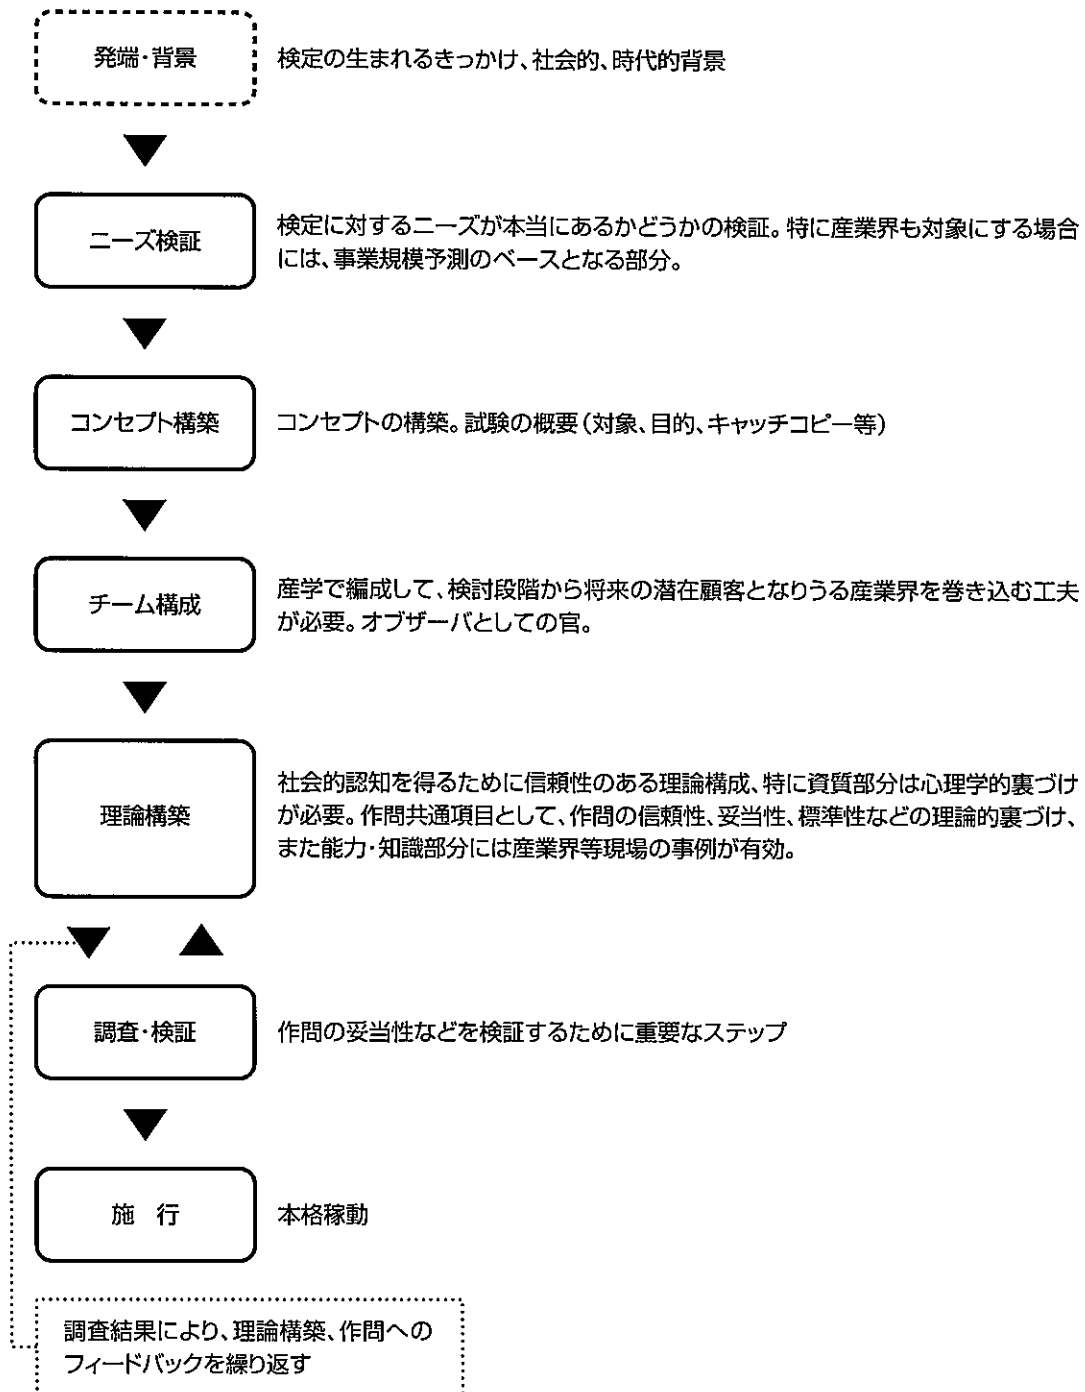 発端・背景
検定の生まれるきっかけ、社会的、時代的背景
ニーズ検証
検定に対するニーズが本当にあるかどうかの検証。特に産業界も対象にする場合
には、事業規模予測のベースとなる部分。
コンセプト構築
コンセプトの構築。試験の概要(対象、目的、キャッチコピー等)
チーム構成
産学で編成して、検討段階から将来の潜在顧客となりうる産業界を巻き込む工夫
が必要。オブザーバとしての官。
理論構築
社会的認知を得るために信頼性のある理論構成、特に資質部分は心理学的裏づけ
が必要。作問共通項目として、作問の信頼性、妥当性、標準性などの理論的裏づけ、
また能力・知識部分には産業界等現場の事例が有効。
調査・検証
作問の妥当性などを検証するために重要なステップ
施　行
本格稼動
調査結果により、理論構築、作問への
フィードバックを繰り返す